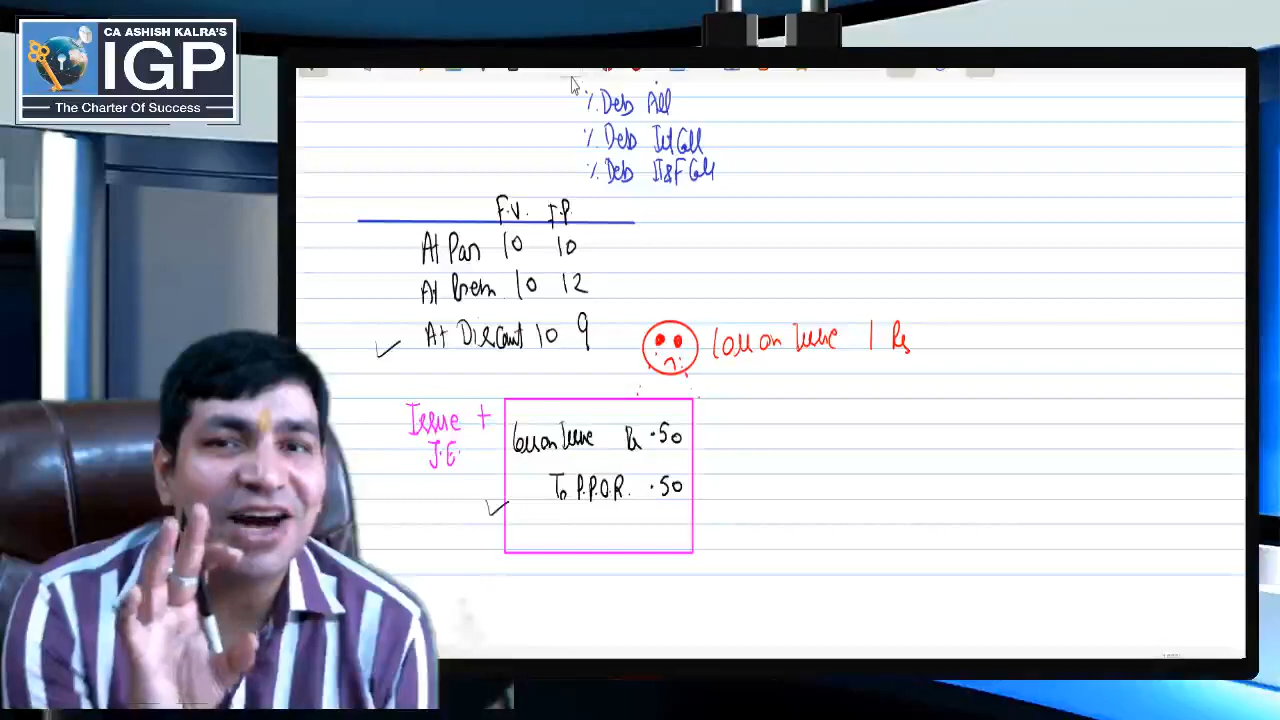 CA ASHISH KALRA'S
IGP
The Charter Of Success
% Deb All
% Deb Ist Call
% Deb II&F Call
F.V. I.P.
At Par 10 10
At Prem 10 12
At Discount 10 9
Loss on Issue 1 Rs
Issue +
J.E.
Loss on Issue Rs .50
To P.P.O.R. .50